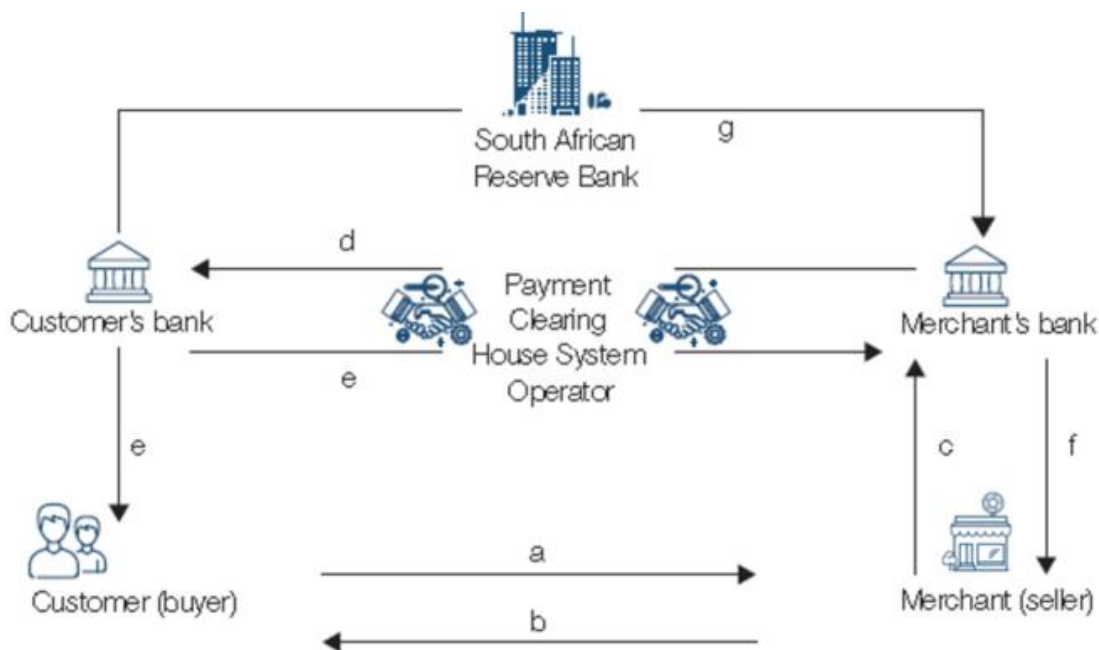 South African
Reserve Bank
g
d
Customer's bank
Payment
Clearing
House System
Operator
Merchant's bank
e
e
c
f
a
Customer (buyer)
Merchant (seller)
b